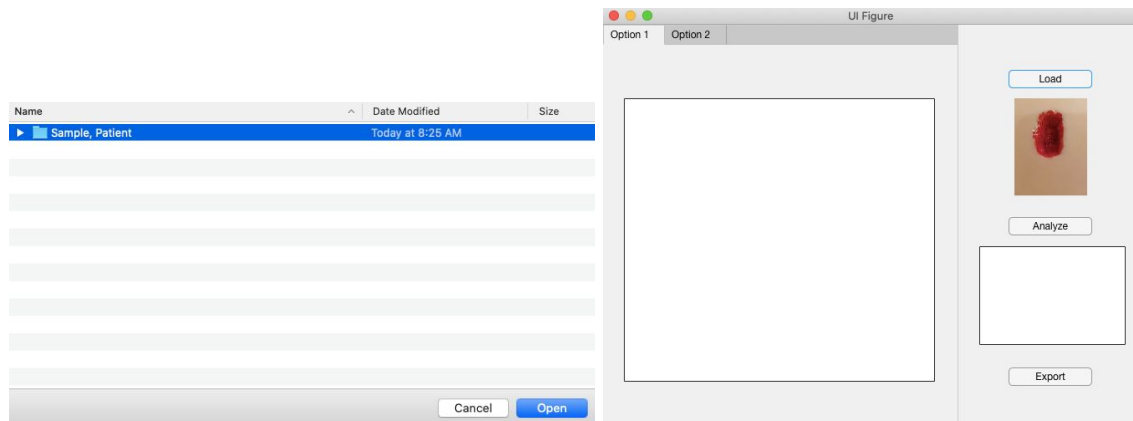 Name Date Modified Size
Sample, Patient Today at 8:25 AM
Cancel Open
UI Figure
Option 1 Option 2
Load
Analyze
Export